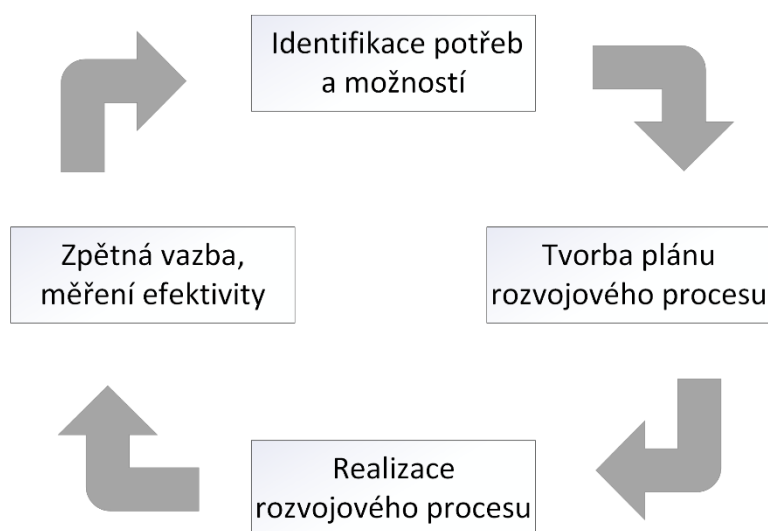 Identifikace potřeb
a možností
Tvorba plánu
rozvojového procesu
Realizace
rozvojového procesu
Zpětná vazba,
měření efektivity